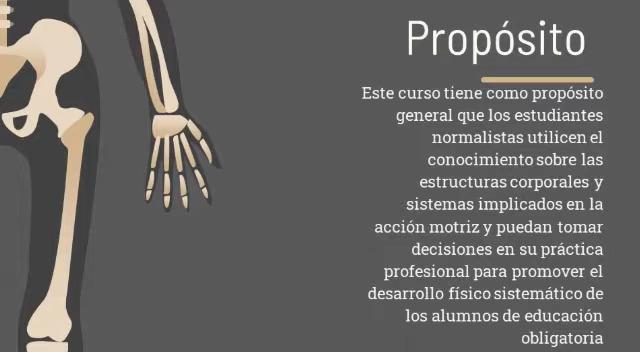 Propósito
Este curso tiene como propósito
general que los estudiantes
normalistas utilicen el
conocimiento sobre las
estructuras corporales y
sistemas implicados en la
acción motriz y puedan tomar
decisiones en su práctica
profesional para promover el
desarrollo físico sistemático de
los alumnos de educación
obligatoria